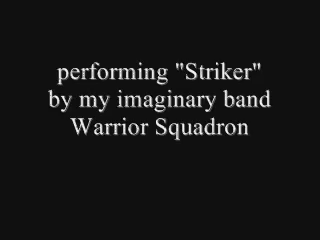 performing "Striker"
by my imaginary band
Warrior Squadron